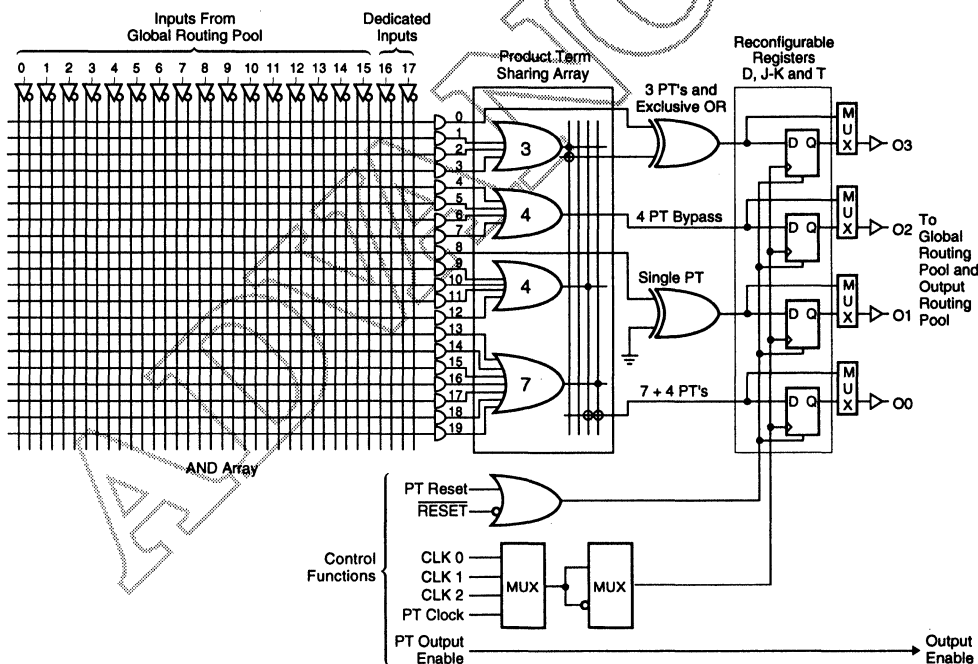 Inputs From
Global Routing Pool
Dedicated
Inputs
0 1 2 3 4 5 6 7 8 9 10 11 12 13 14 15 16 17
Product Term
Sharing Array
Reconfigurable
Registers
D, J-K and T
3 PT's and
Exclusive OR
0
1
2
3
4
5
6
7
8
9
10
11
12
13
14
15
16
17
18
19
3
4
4
7
4 PT Bypass
Single PT
7 + 4 PT's
D Q
MUX
O3
D Q
MUX
O2
D Q
MUX
O1
D Q
MUX
O0
To
Global
Routing
Pool and
Output
Routing
Pool
AND Array
Control
Functions
PT Reset
RESET
CLK 0
CLK 1
CLK 2
PT Clock
MUX
MUX
PT Output
Enable
Output
Enable